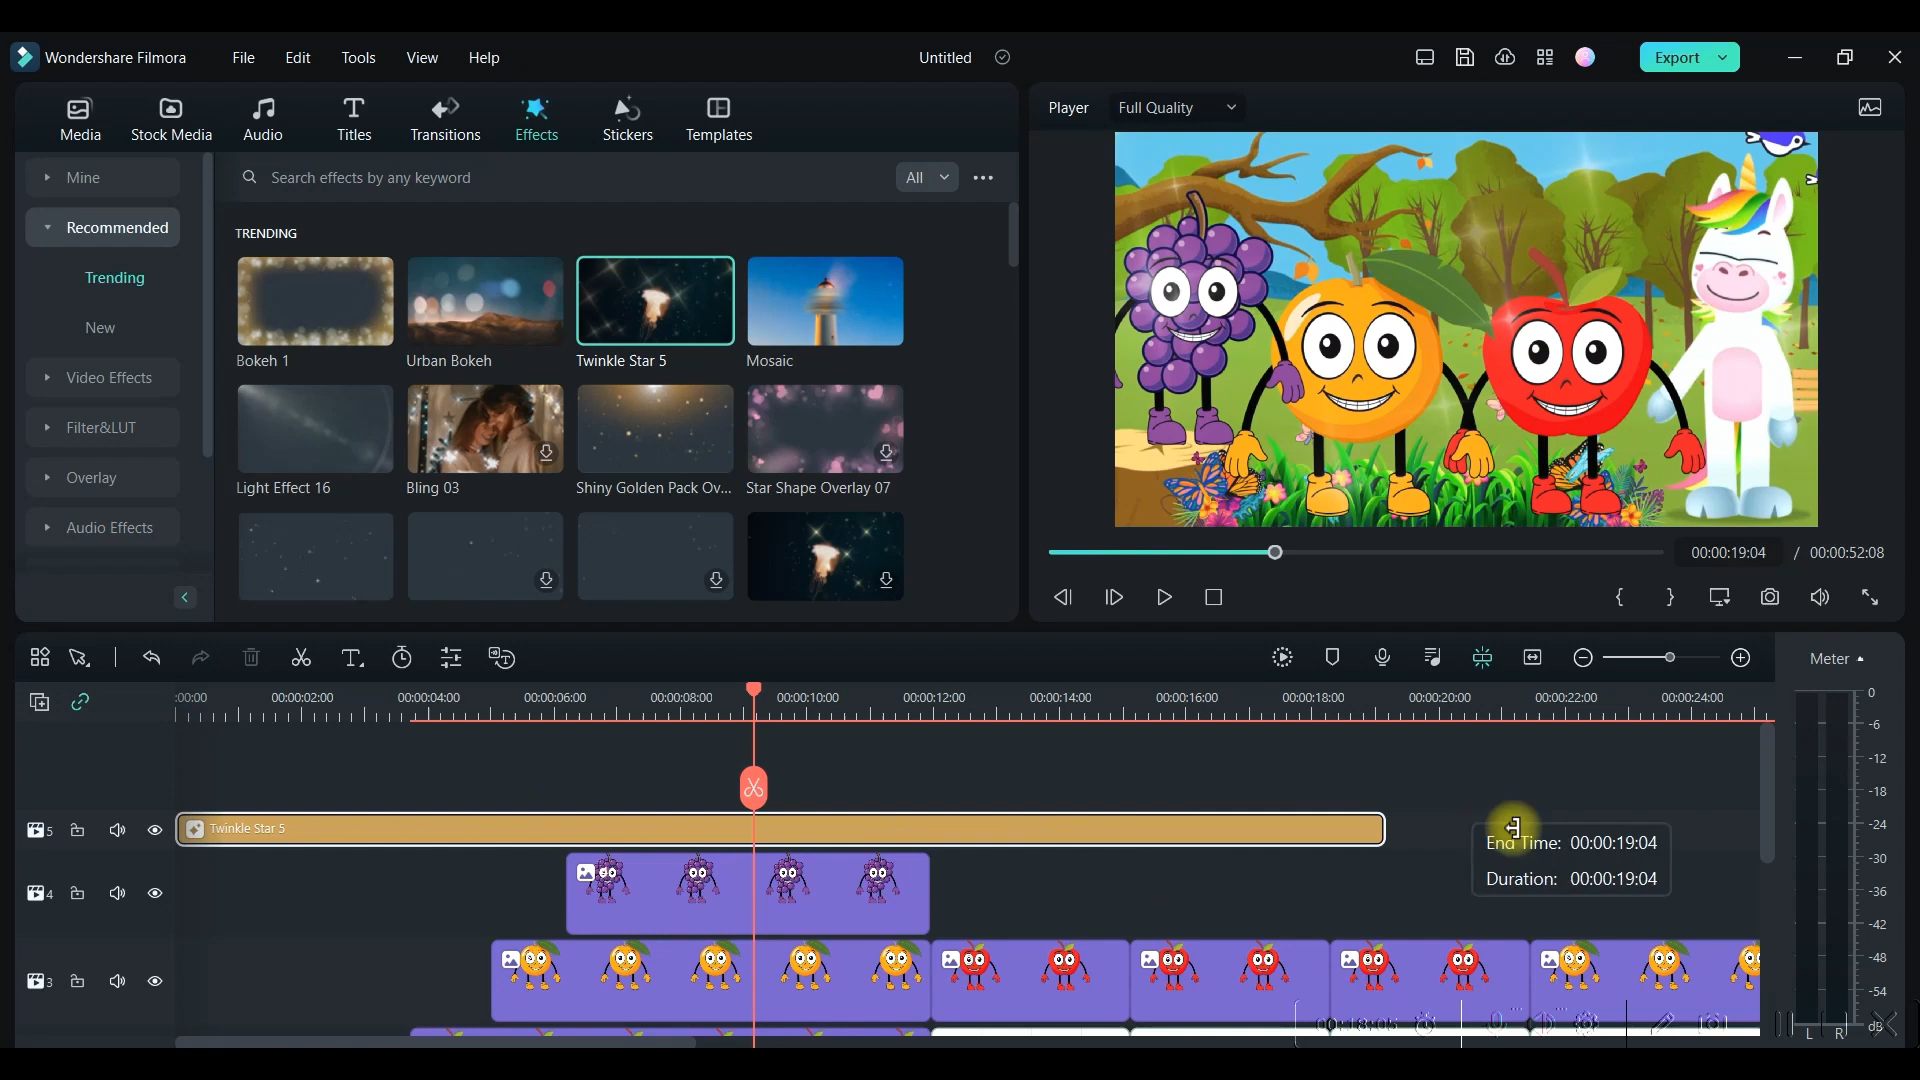 Wondershare Filmora
File
Edit
Tools
View
Help
Untitled
Export
Media
Stock Media
Audio
Titles
Transitions
Effects
Stickers
Templates
Player
Full Quality
Mine
Recommended
Trending
New
Video Effects
Filter&LUT
Overlay
Audio Effects
Search effects by any keyword
All
TRENDING
Bokeh 1
Urban Bokeh
Twinkle Star 5
Mosaic
Light Effect 16
Bling 03
Shiny Golden Pack Ov...
Star Shape Overlay 07
00:00:19:04 / 00:00:52:08
Meter
:00:00
00:00:02:00
00:00:04:00
00:00:06:00
00:00:08:00
00:00:10:00
00:00:12:00
00:00:14:00
00:00:16:00
00:00:18:00
00:00:20:00
00:00:22:00
00:00:24:00
0
-6
-12
-18
-24
-30
-36
-42
-48
-54
dB
L R
5
Twinkle Star 5
End Time: 00:00:19:04
Duration: 00:00:19:04
4
3
00:18:05